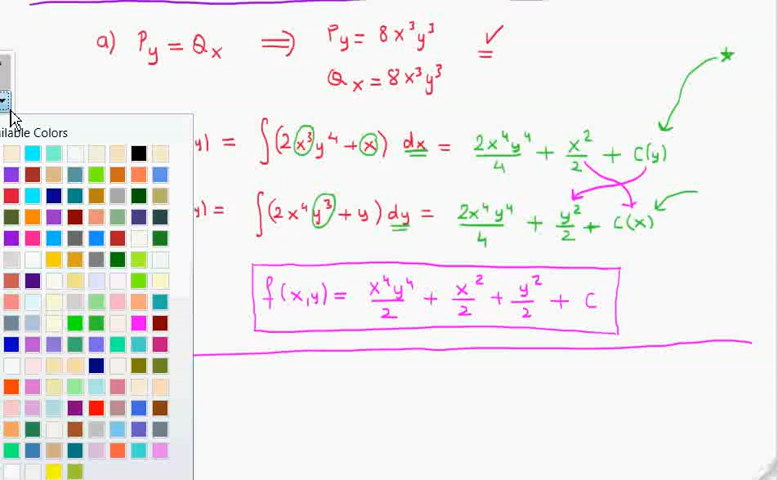 a) Py = Qx ⟹ Py = 8x³y³ ✓
Qx = 8x³y³
ilable Colors
y) = ∫(2x³y⁴ + x) dx = 2x⁴y⁴/4 + x²/2 + C(y)
y) = ∫(2x⁴y³ + y) dy = 2x⁴y⁴/4 + y²/2 + C(x)
f(x,y) = x⁴y⁴/2 + x²/2 + y²/2 + C